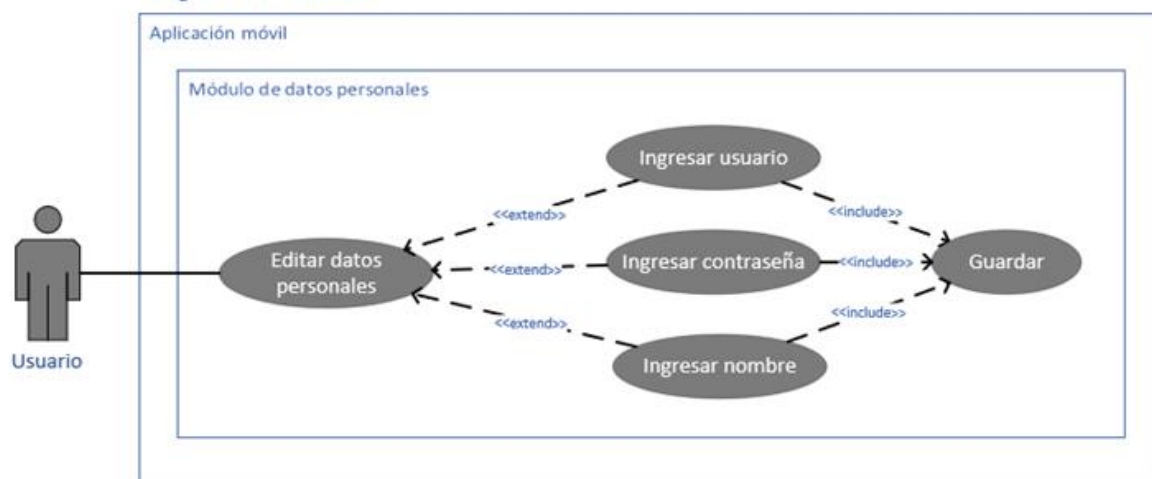 Aplicación móvil
Módulo de datos personales
Ingresar usuario
<<extend>>
<<include>>
Editar datos
personales
<<extend>>
Ingresar contraseña
<<include>>
Guardar
<<extend>>
<<include>>
Ingresar nombre
Usuario